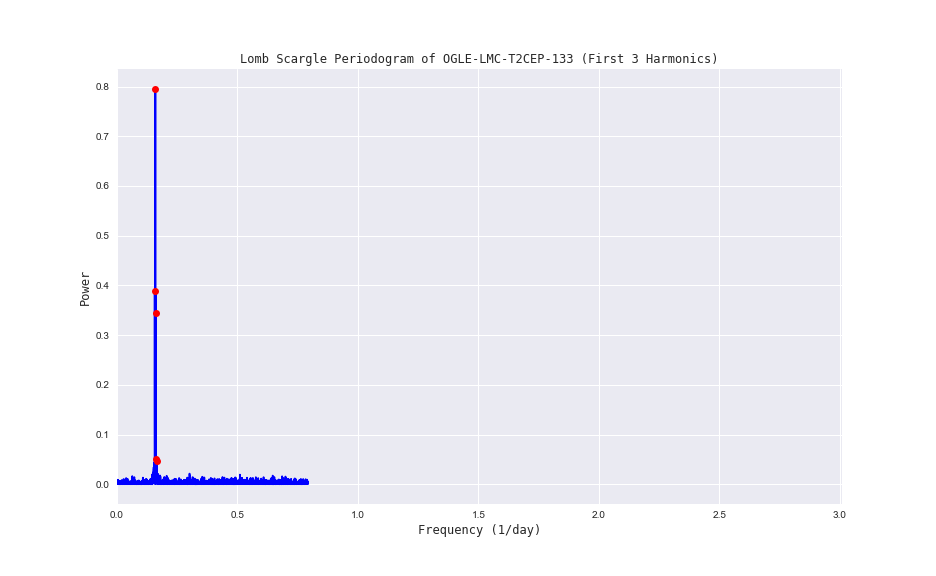 Lomb Scargle Periodogram of OGLE-LMC-T2CEP-133 (First 3 Harmonics)
0.8
0.7
0.6
0.5
0.4
0.3
0.2
0.1
0.0
Power
0.0 0.5 1.0 1.5 2.0 2.5 3.0
Frequency (1/day)